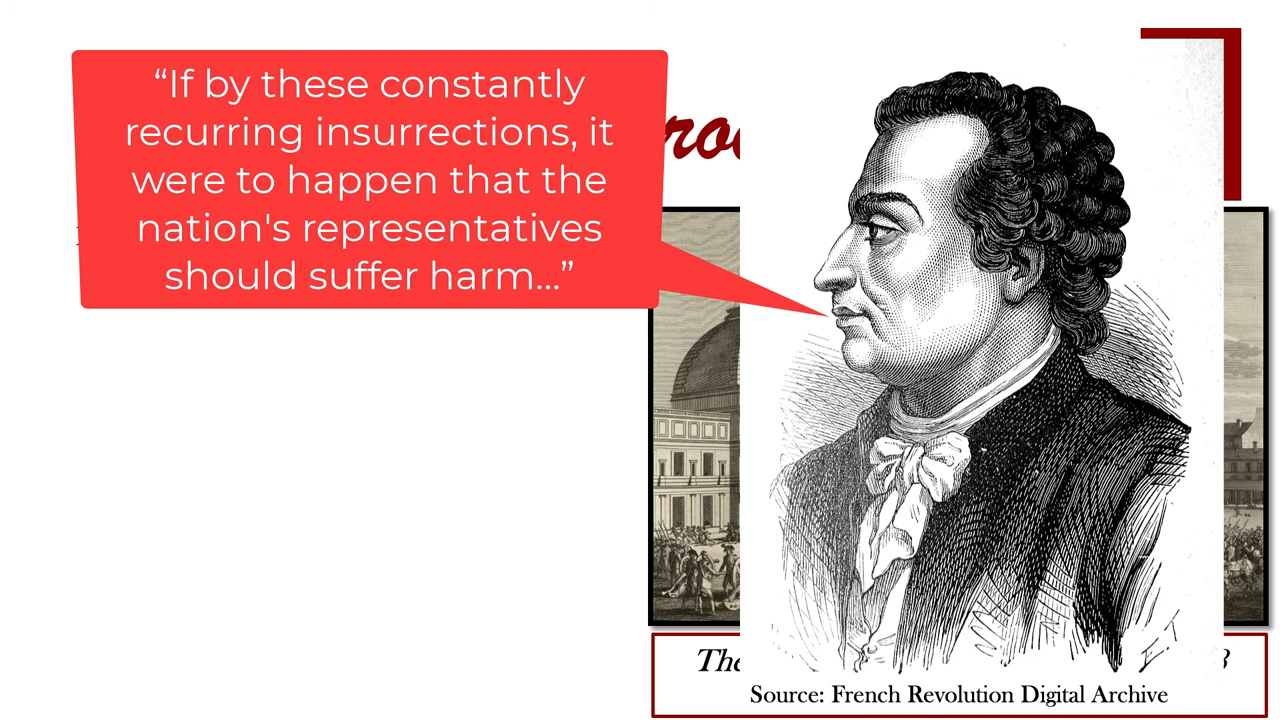 “If by these constantly
recurring insurrections, it
were to happen that the
nation's representatives
should suffer harm...”
The
Source: French Revolution Digital Archive